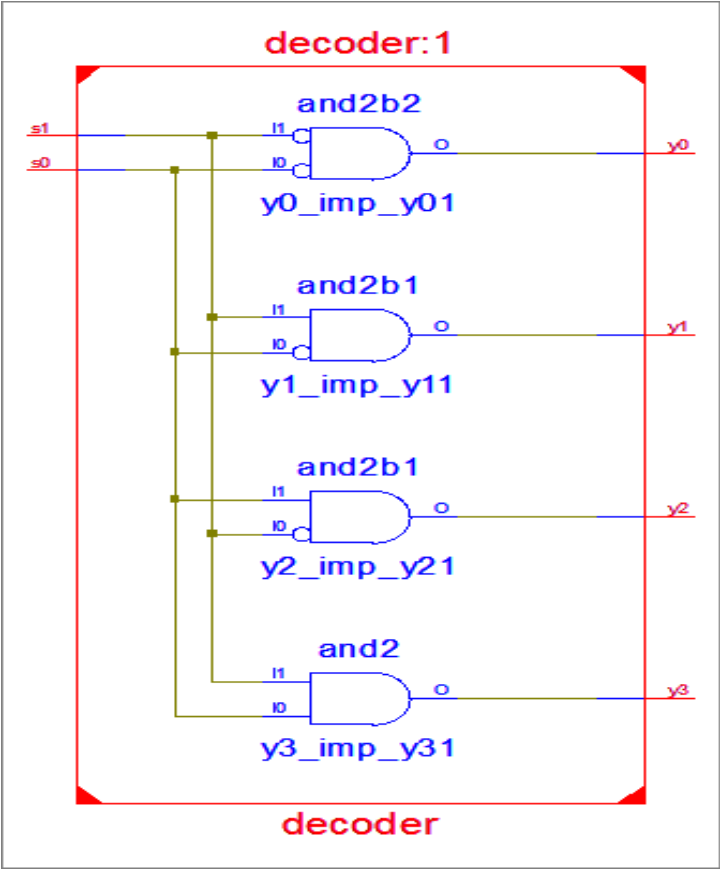 decoder:1
and2b2
s1
I1
O
y0
s0
I0
y0_imp_y01
and2b1
I1
O
y1
I0
y1_imp_y11
and2b1
I1
O
y2
I0
y2_imp_y21
and2
I1
O
y3
I0
y3_imp_y31
decoder